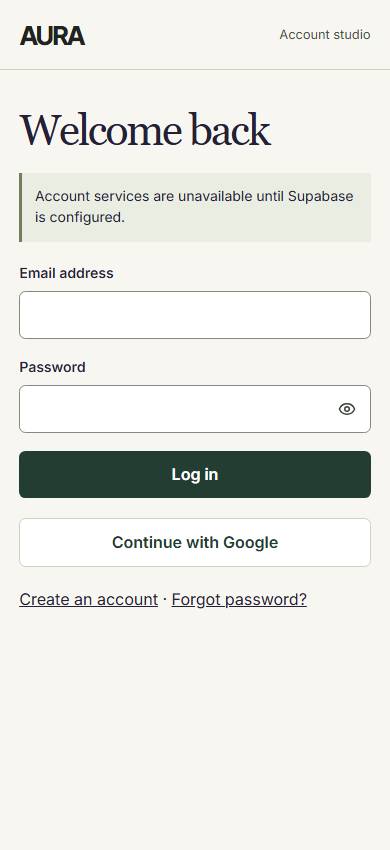 AURA
Account studio
Welcome back
Account services are unavailable until Supabase
is configured.
Email address
Password
Log in
Continue with Google
Create an account · Forgot password?